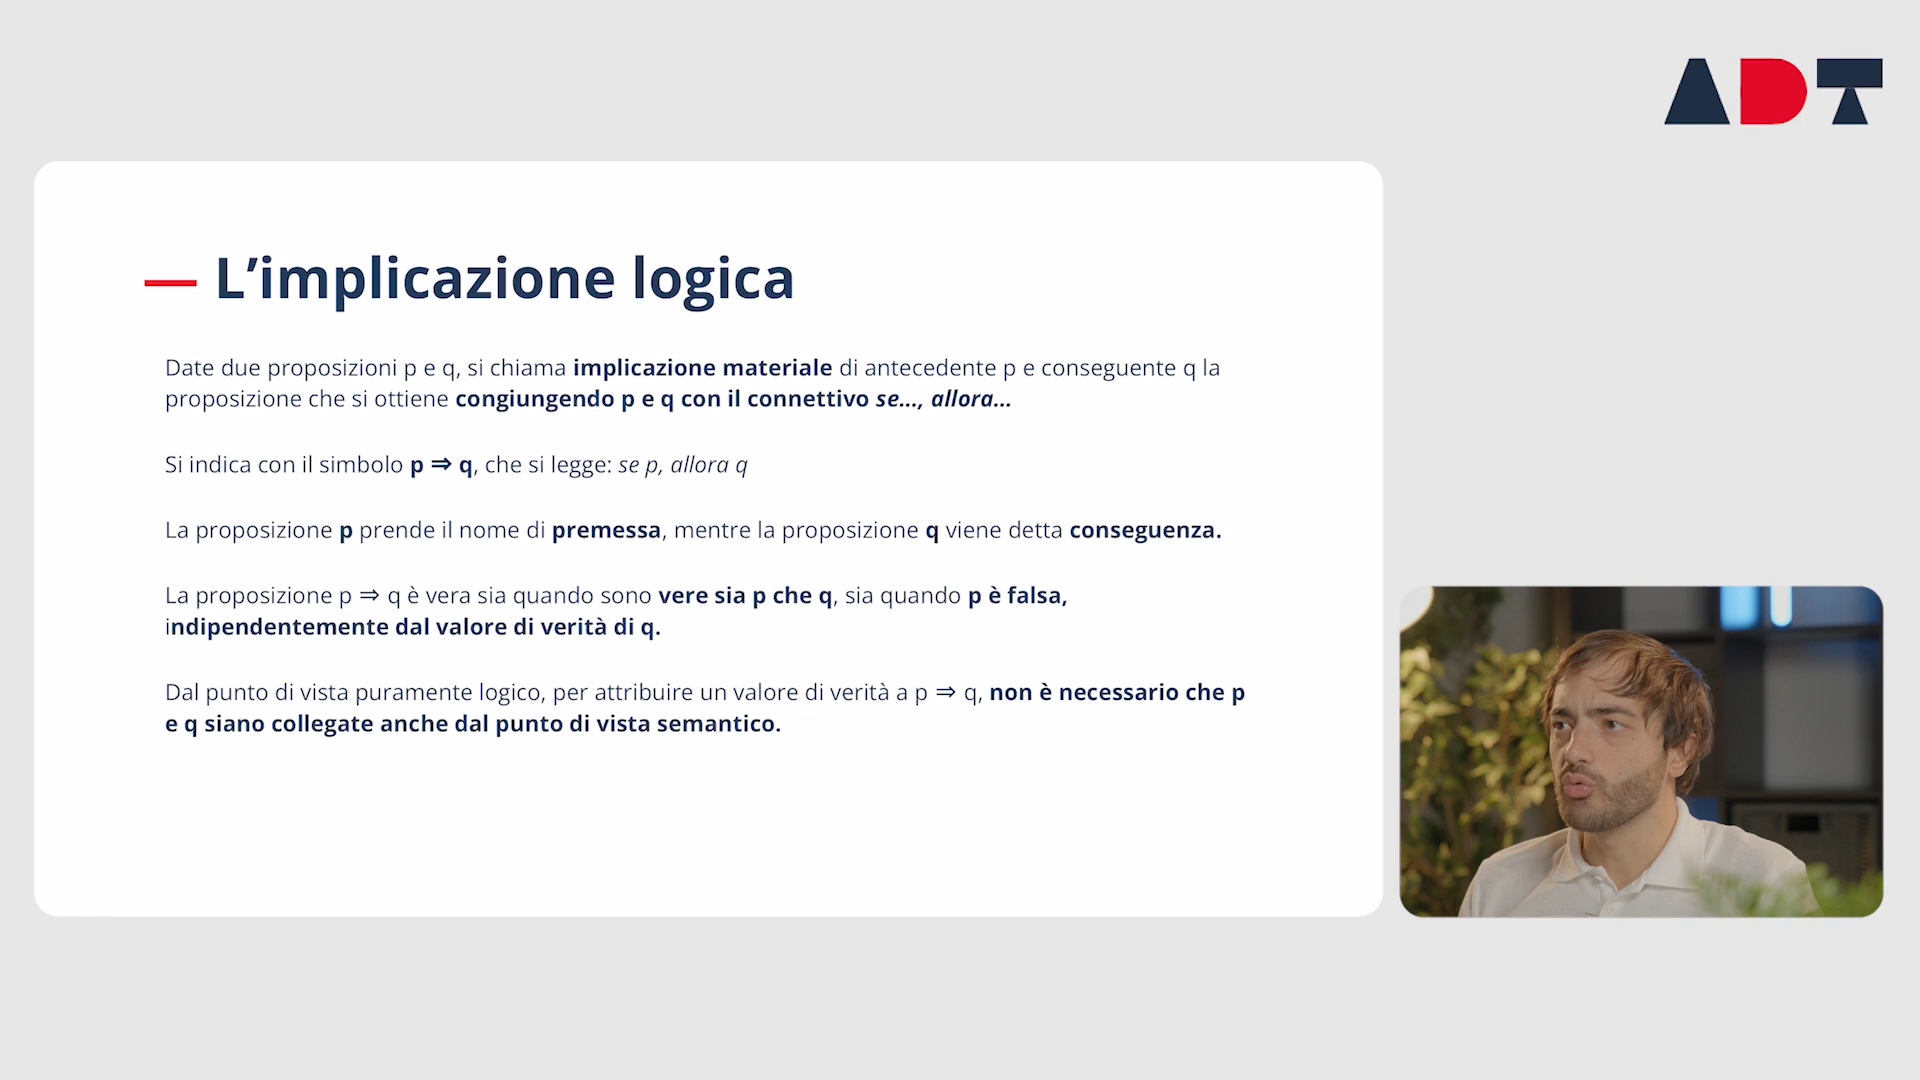 ADT
L’implicazione logica
Date due proposizioni p e q, si chiama implicazione materiale di antecedente p e conseguente q la
proposizione che si ottiene congiungendo p e q con il connettivo se…, allora…
Si indica con il simbolo p ⇒ q, che si legge: se p, allora q
La proposizione p prende il nome di premessa, mentre la proposizione q viene detta conseguenza.
La proposizione p ⇒ q è vera sia quando sono vere sia p che q, sia quando p è falsa,
indipendentemente dal valore di verità di q.
Dal punto di vista puramente logico, per attribuire un valore di verità a p ⇒ q, non è necessario che p
e q siano collegate anche dal punto di vista semantico.